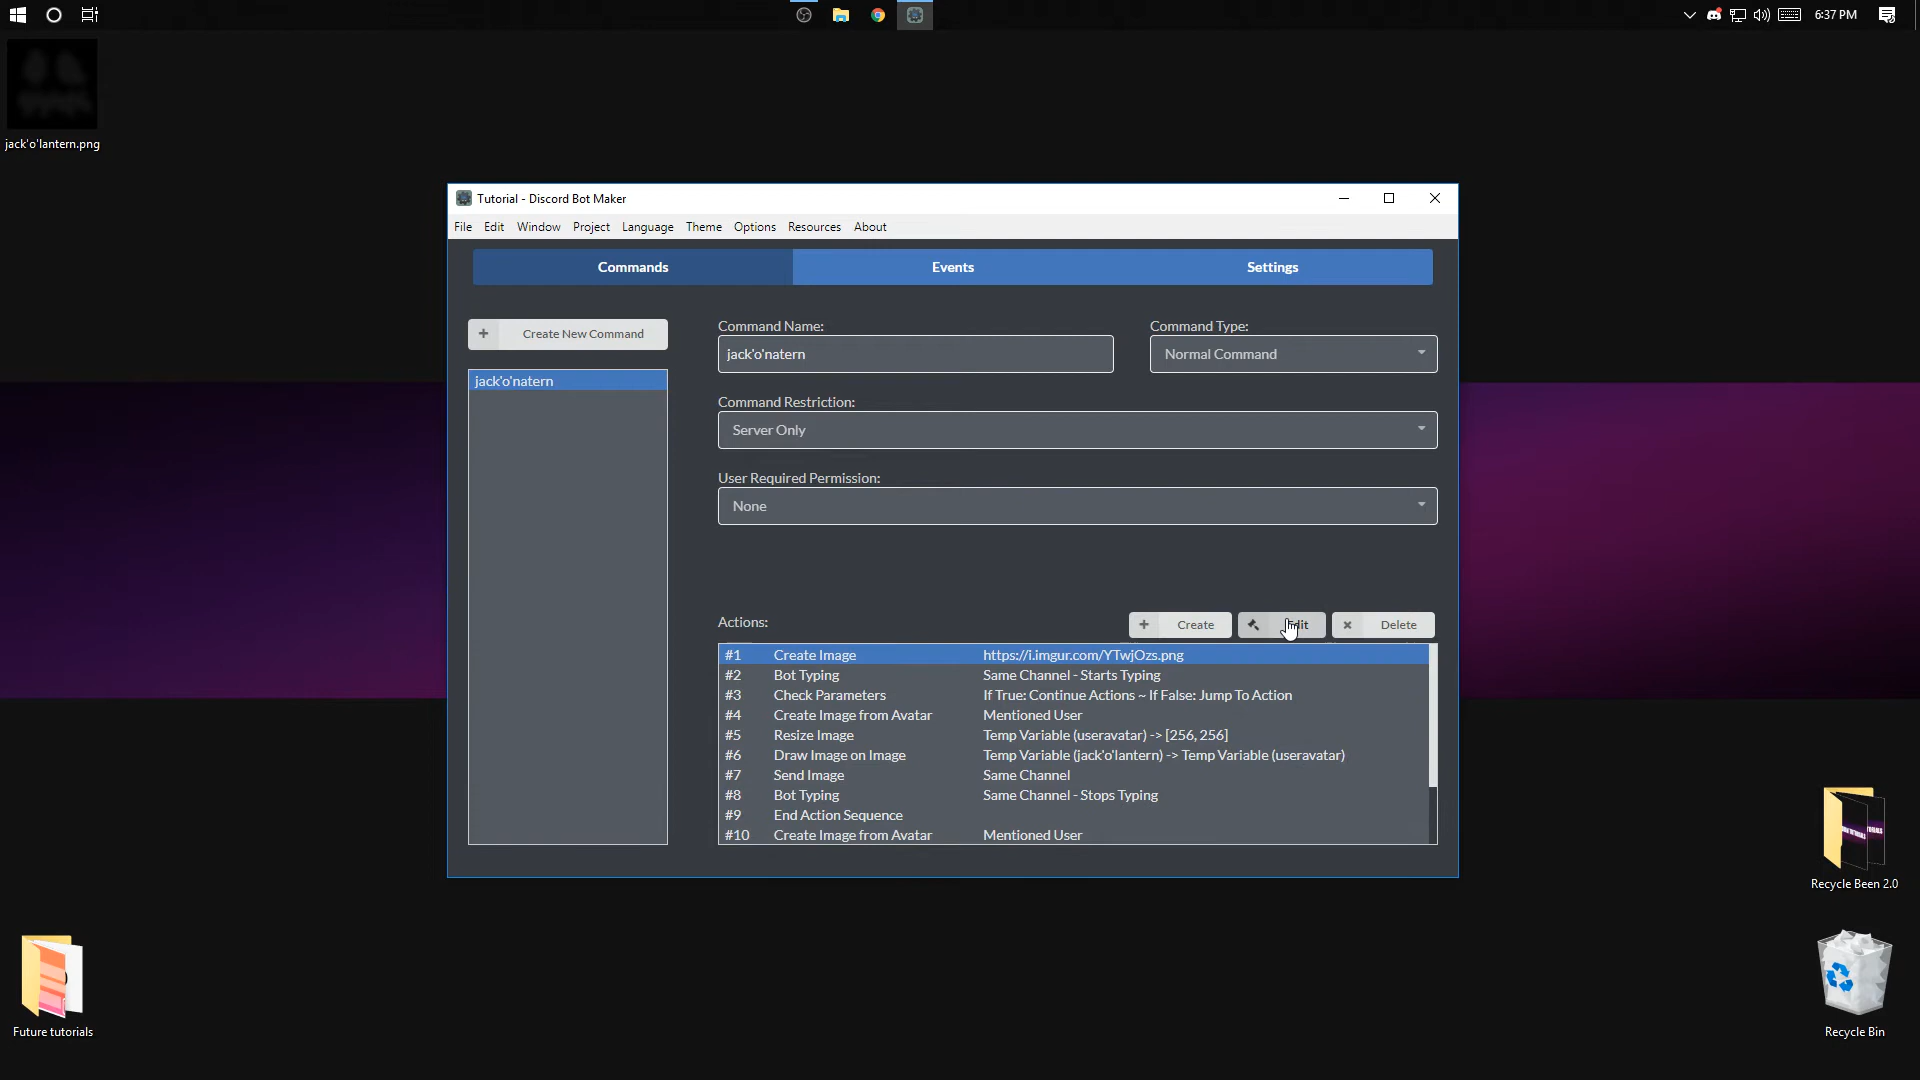 6:37 PM
jack'o'lantern.png
Tutorial - Discord Bot Maker
File Edit Window Project Language Theme Options Resources About
Commands Events Settings
Create New Command
jack'o'natern
Command Name:
jack'o'natern
Command Type:
Normal Command
Command Restriction:
Server Only
User Required Permission:
None
Actions:
Create Edit Delete
#1 Create Image https://i.imgur.com/YTwjOzs.png
#2 Bot Typing Same Channel - Starts Typing
#3 Check Parameters If True: Continue Actions ~ If False: Jump To Action
#4 Create Image from Avatar Mentioned User
#5 Resize Image Temp Variable (useravatar) -> [256, 256]
#6 Draw Image on Image Temp Variable (jack'o'lantern) -> Temp Variable (useravatar)
#7 Send Image Same Channel
#8 Bot Typing Same Channel - Stops Typing
#9 End Action Sequence
#10 Create Image from Avatar Mentioned User
Recycle Been 2.0
Future tutorials
Recycle Bin